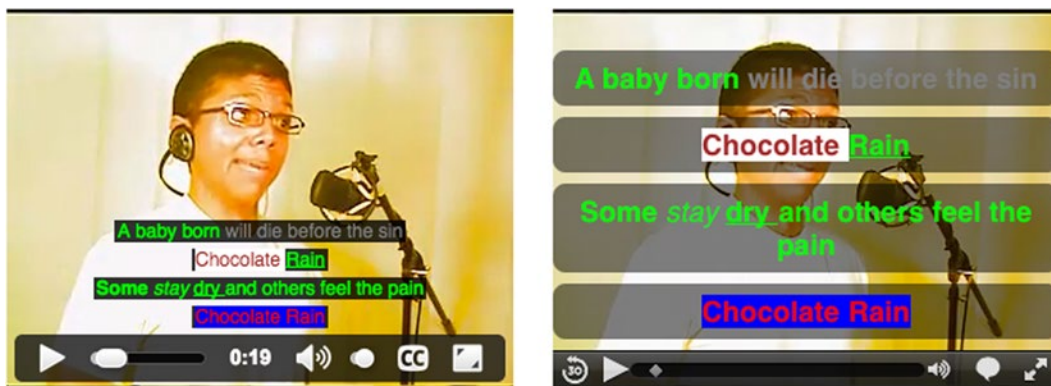 A baby born will die before the sin
Chocolate Rain
Some stay dry and others feel the pain
Chocolate Rain
0:19
CC
A baby born will die before the sin
Chocolate Rain
Some stay dry and others feel the
pain
Chocolate Rain
30